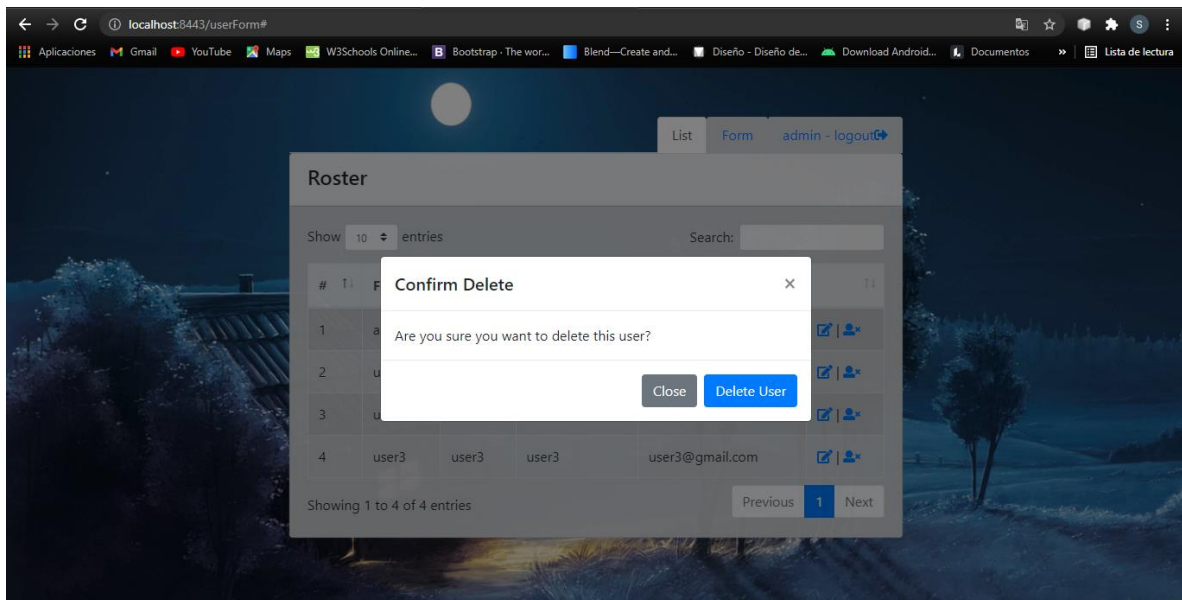 localhost:8443/userForm#
S
Aplicaciones Gmail YouTube Maps W3Schools Online... B Bootstrap · The wor... Blend—Create and... Diseño - Diseño de... Download Android... Documentos » Lista de lectura
List Form admin - logout
Roster
Show 10 entries Search:
# F
Confirm Delete ×
1 a
Are you sure you want to delete this user?
2 u
Close Delete User
3 u
4 user3 user3 user3 user3@gmail.com
Showing 1 to 4 of 4 entries
Previous 1 Next